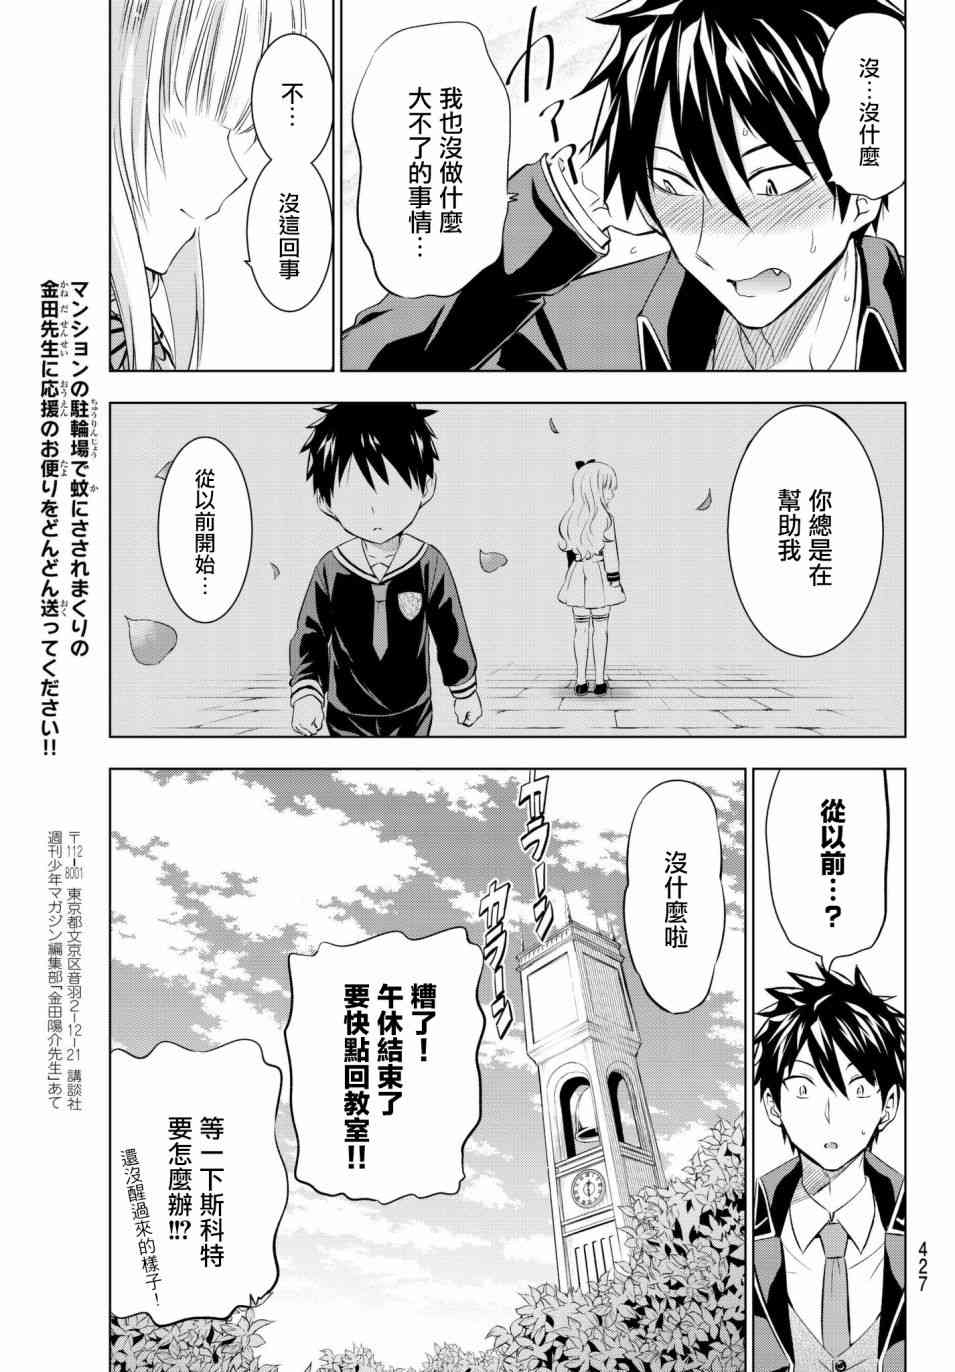 沒…沒什麼
我也沒做什麼
大不了的事情…
不…
沒這回事
你總是在
幫助我
從以前開始…
從以前…?
沒什麼啦
カラーン
カラーン
糟了!
午休結束了
要快點回教室!!
等一下斯科特
要怎麼辦!!?
還沒醒過來的樣子!
マンションの駐輪場で蚊にさされまくりの
金田先生に応援のお便りをどんどん送ってください!!
〒112-8001 東京都文京区音羽2-12-21 講談社
週刊少年マガジン編集部「金田陽介先生」あて
427